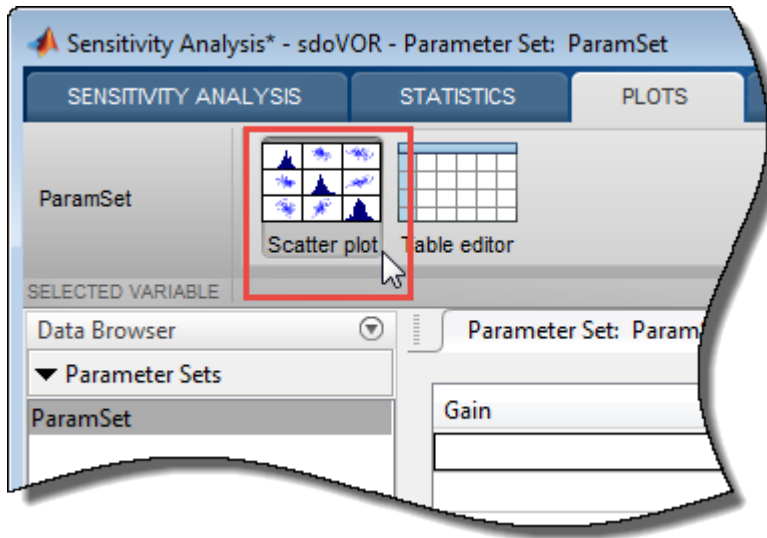 Sensitivity Analysis* - sdoVOR - Parameter Set: ParamSet
SENSITIVITY ANALYSIS STATISTICS PLOTS
ParamSet
Scatter plot Table editor
SELECTED VARIABLE
Data Browser
Parameter Set: Param
Parameter Sets
ParamSet
Gain